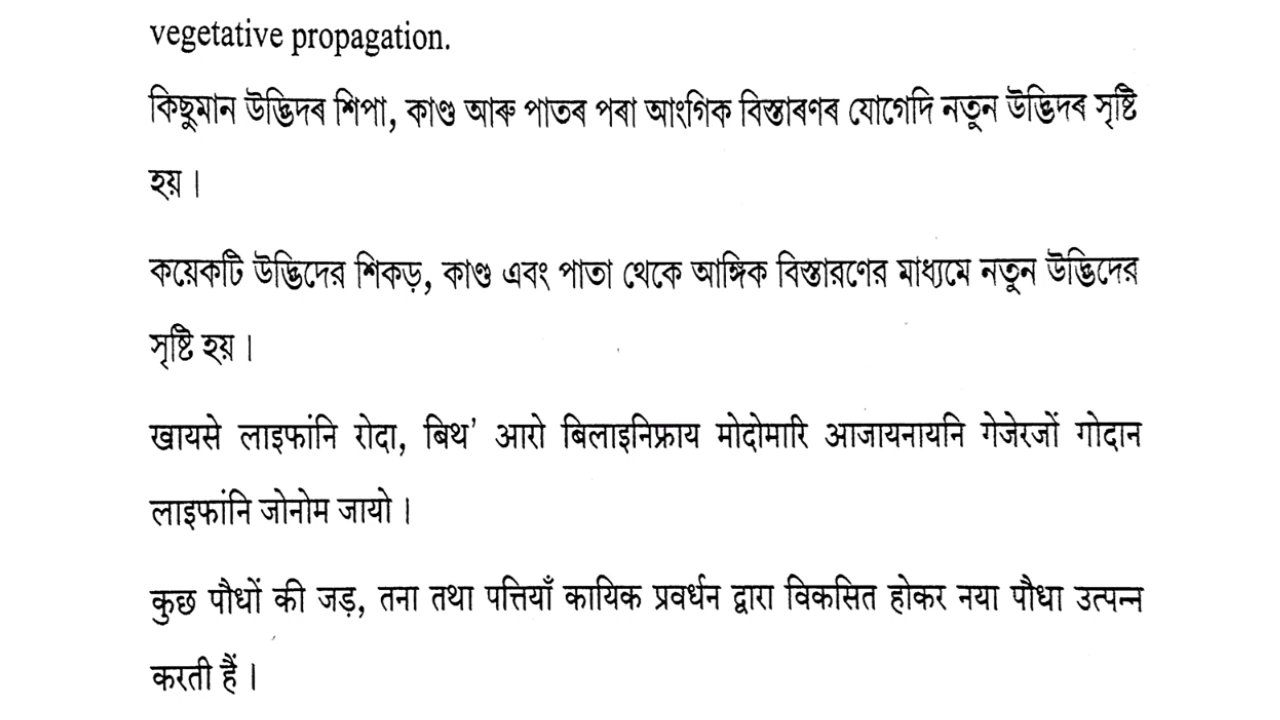 vegetative propagation.
কিছুমান উদ্ভিদৰ শিপা, কাণ্ড আৰু পাতৰ পৰা আংগিক বিস্তাৰণৰ যোগেদি নতুন উদ্ভিদৰ সৃষ্টি
হয় ।
কয়েকটি উদ্ভিদের শিকড়, কাণ্ড এবং পাতা থেকে আঙ্গিক বিস্তারণের মাধ্যমে নতুন উদ্ভিদের
সৃষ্টি হয় ।
खायसे लाइफांनि रोदा, बिथ' आरो बिलाइनिफ्राय मोदोमारि आजायनायनि गेजेरजों गोदान
लाइफांनि जोनोम जायो ।
कुछ पौधों की जड़, तना तथा पत्तियाँ कायिक प्रवर्धन द्वारा विकसित होकर नया पौधा उत्पन्न
करती हैं ।